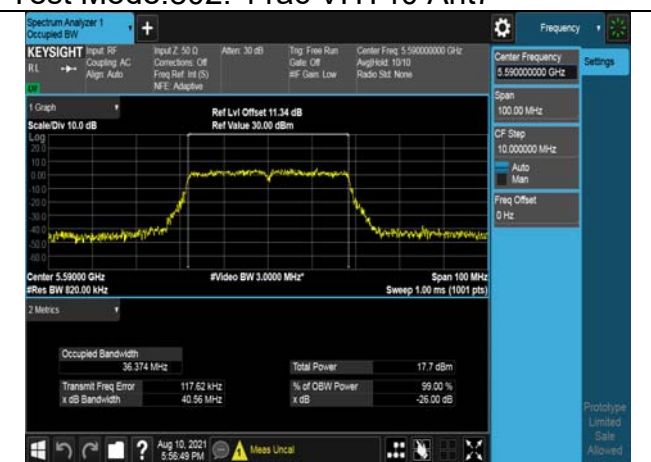 Spectrum Analyzer 1
Occupied BW
+
Frequency
KEYSIGHT
RL
Input: RF
Coupling: AC
Align: Auto
Input Z: 50 Ω
Corrections: Off
Freq Ref: Int (S)
NFE: Adaptive
Atten: 30 dB
Trig: Free Run
Gate: Off
#IF Gain: Low
Center Freq: 5.590000000 GHz
Avg|Hold: 10/10
Radio Std: None
Center Frequency
5.590000000 GHz
Settings
Span
100.00 MHz
CF Step
10.000000 MHz
Auto
Man
Freq Offset
0 Hz
1 Graph
Scale/Div 10.0 dB
Ref Lvl Offset 11.34 dB
Ref Value 30.00 dBm
Log
20.0
10.0
0.00
-10.0
-20.0
-30.0
-40.0
-50.0
-60.0
Center 5.59000 GHz
#Res BW 820.00 kHz
#Video BW 3.0000 MHz*
Span 100 MHz
Sweep 1.00 ms (1001 pts)
2 Metrics
Occupied Bandwidth
36.374 MHz
Total Power 17.7 dBm
Transmit Freq Error 117.62 kHz
% of OBW Power 99.00 %
x dB Bandwidth 40.56 MHz
x dB -26.00 dB
Prototype
Limited
Sale
Allowed
?
Aug 10, 2021
5:56:49 PM
Meas Uncal